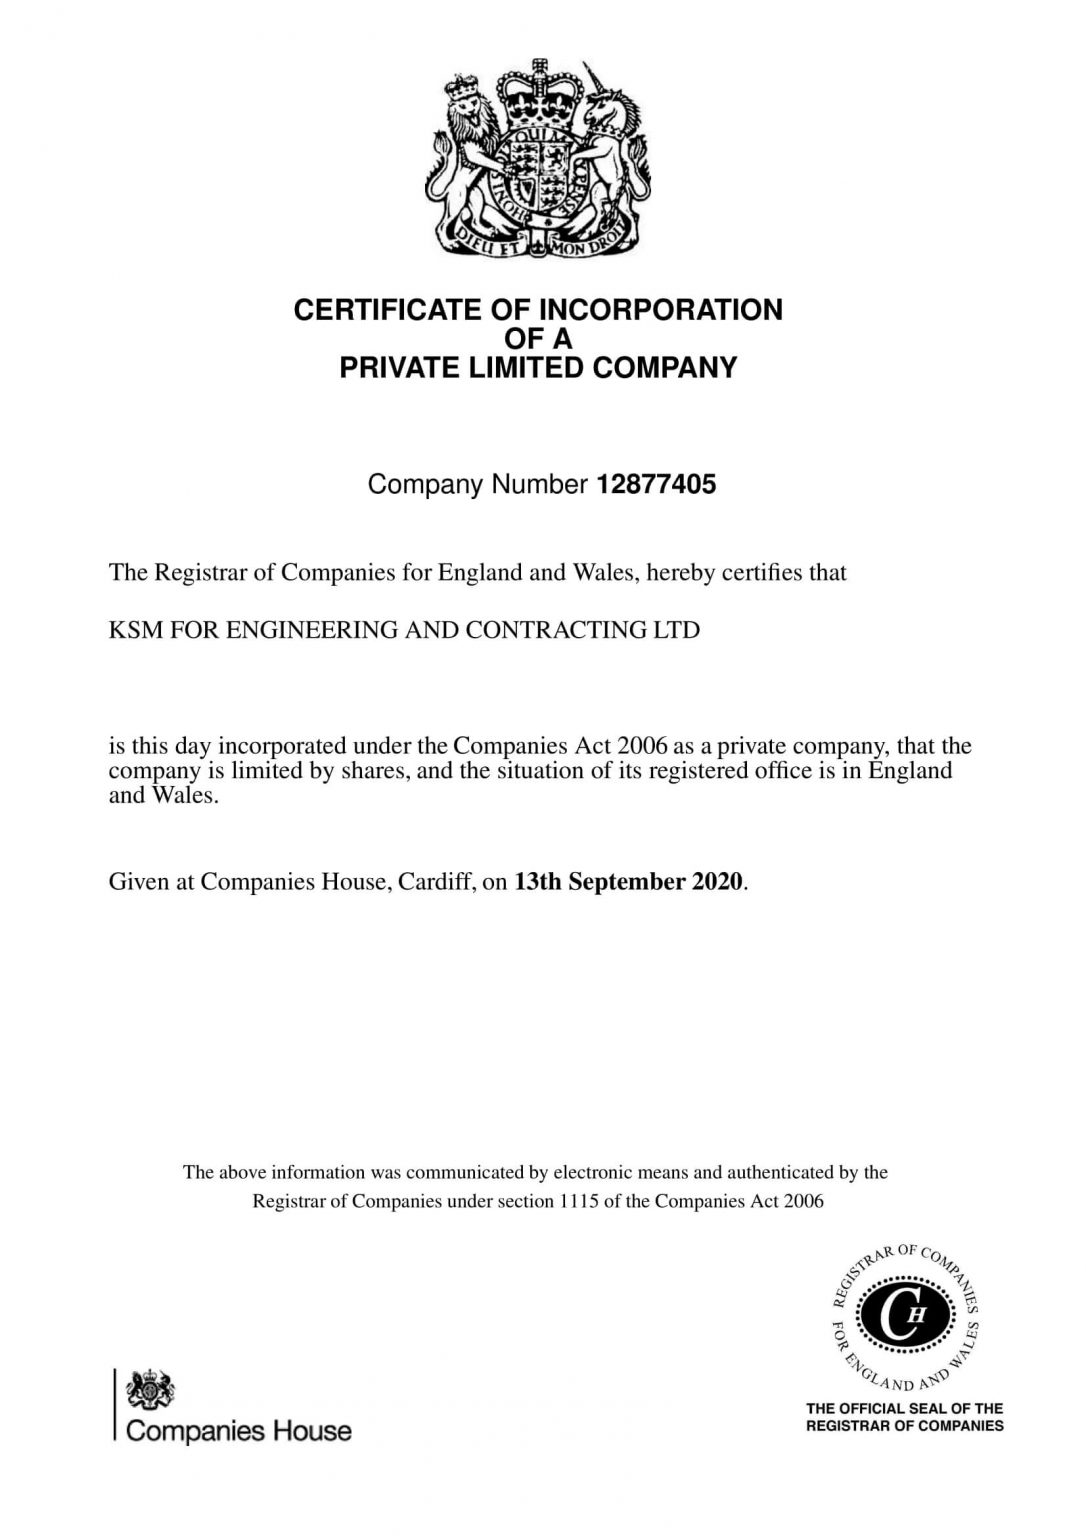 QUI
HONI
DIEU ET MON DROIT
CERTIFICATE OF INCORPORATION
OF A
PRIVATE LIMITED COMPANY
Company Number 12877405
The Registrar of Companies for England and Wales, hereby certifies that
KSM FOR ENGINEERING AND CONTRACTING LTD
is this day incorporated under the Companies Act 2006 as a private company, that the
company is limited by shares, and the situation of its registered office is in England
and Wales.
Given at Companies House, Cardiff, on 13th September 2020.
The above information was communicated by electronic means and authenticated by the
Registrar of Companies under section 1115 of the Companies Act 2006
REGISTRAR OF COMPANIES
FOR ENGLAND AND WALES
CH
THE OFFICIAL SEAL OF THE
REGISTRAR OF COMPANIES
Companies House